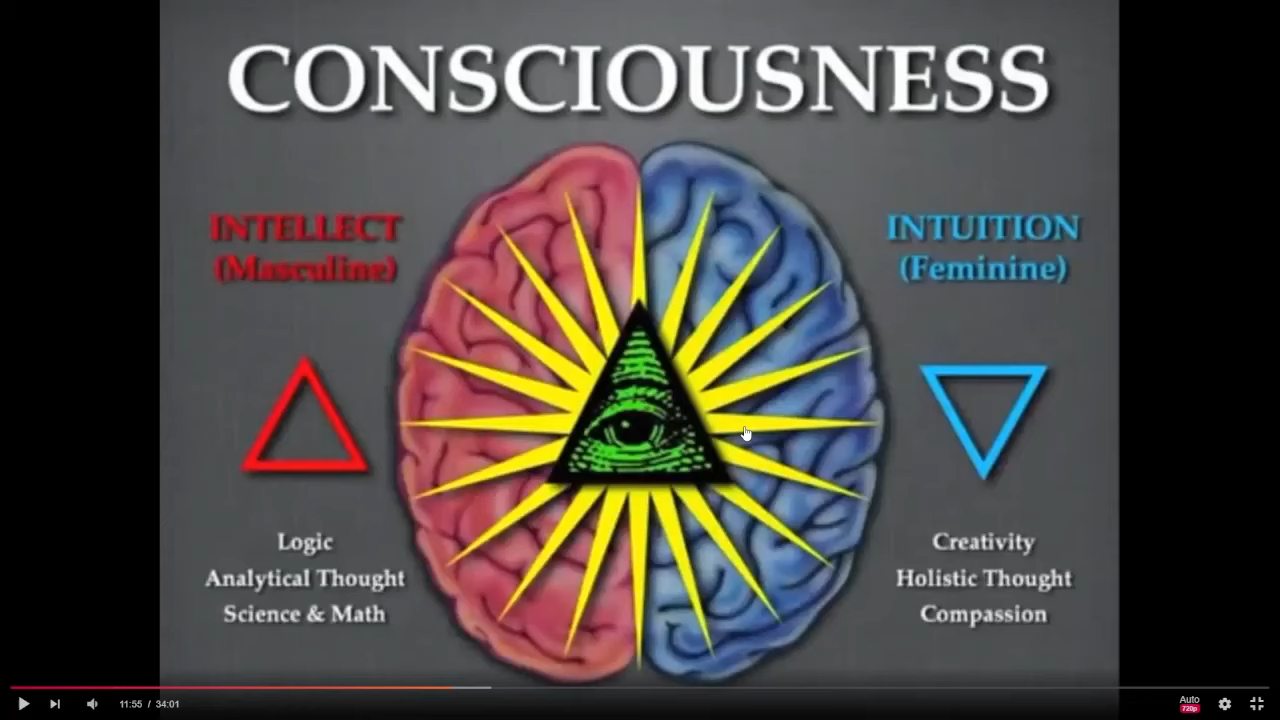 CONSCIOUSNESS
INTELLECT
(Masculine)
INTUITION
(Feminine)
Logic
Analytical Thought
Science & Math
Creativity
Holistic Thought
Compassion
11:55 / 34:01
Auto
720p